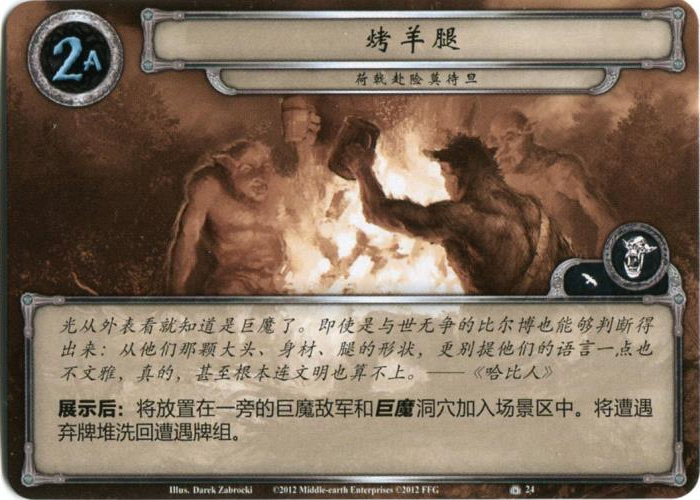 2A
烤羊腿
荷戟赴险莫待旦
光从外表看就知道是巨魔了。即使是与世无争的比尔博也能够判断得
出来：从他们那颗大头、身材、腿的形状，更别提他们的语言一点也
不文雅，真的，甚至根本连文明也算不上。——《哈比人》
展示后：将放置在一旁的巨魔敌军和巨魔洞穴加入场景区中。将遭遇
弃牌堆洗回遭遇牌组。
Illus. Darek Zabrocki ©2012 Middle-earth Enterprises ©2012 FFG 24